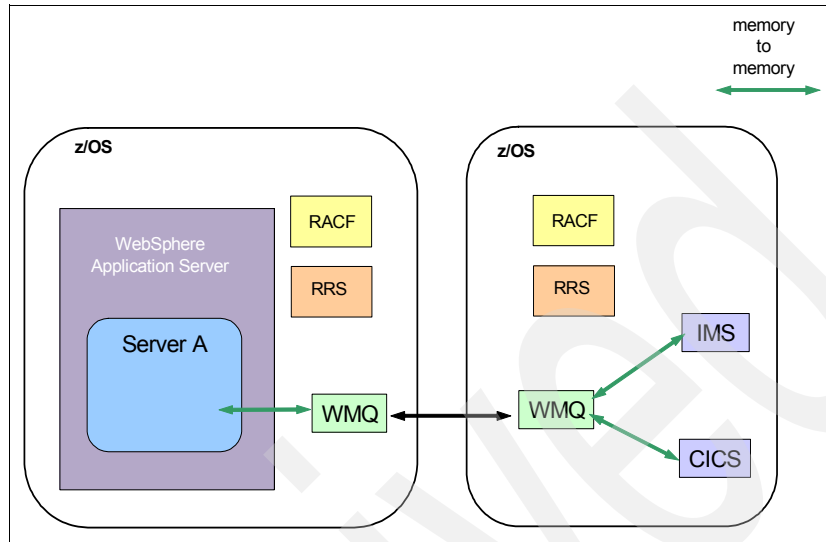 memory
to
memory
z/OS
RACF
WebSphere
Application Server
RRS
Server A
WMQ
z/OS
RACF
RRS
IMS
WMQ
CICS